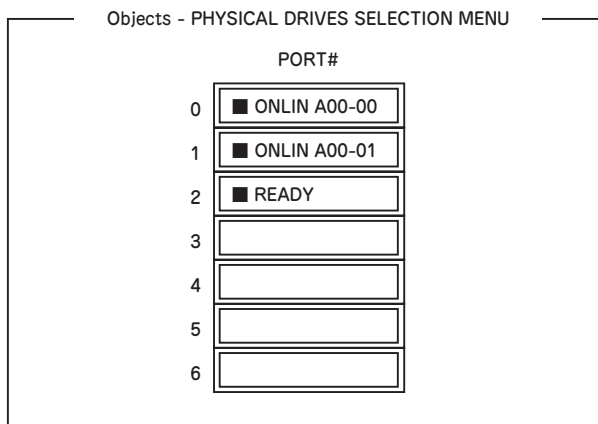 Objects - PHYSICAL DRIVES SELECTION MENU
PORT#
0 ■ ONLIN A00-00
1 ■ ONLIN A00-01
2 ■ READY
3
4
5
6